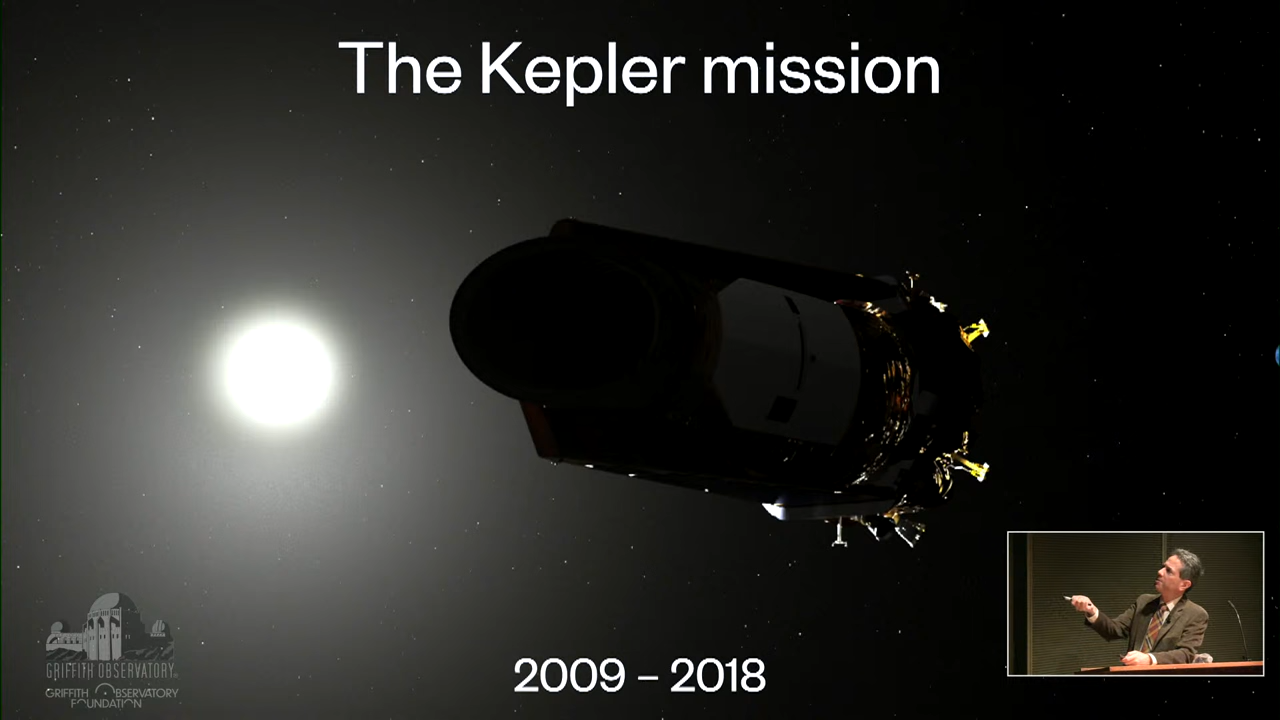 The Kepler mission
2009 – 2018
GRIFFITH OBSERVATORY
GRIFFITH OBSERVATORY
FOUNDATION